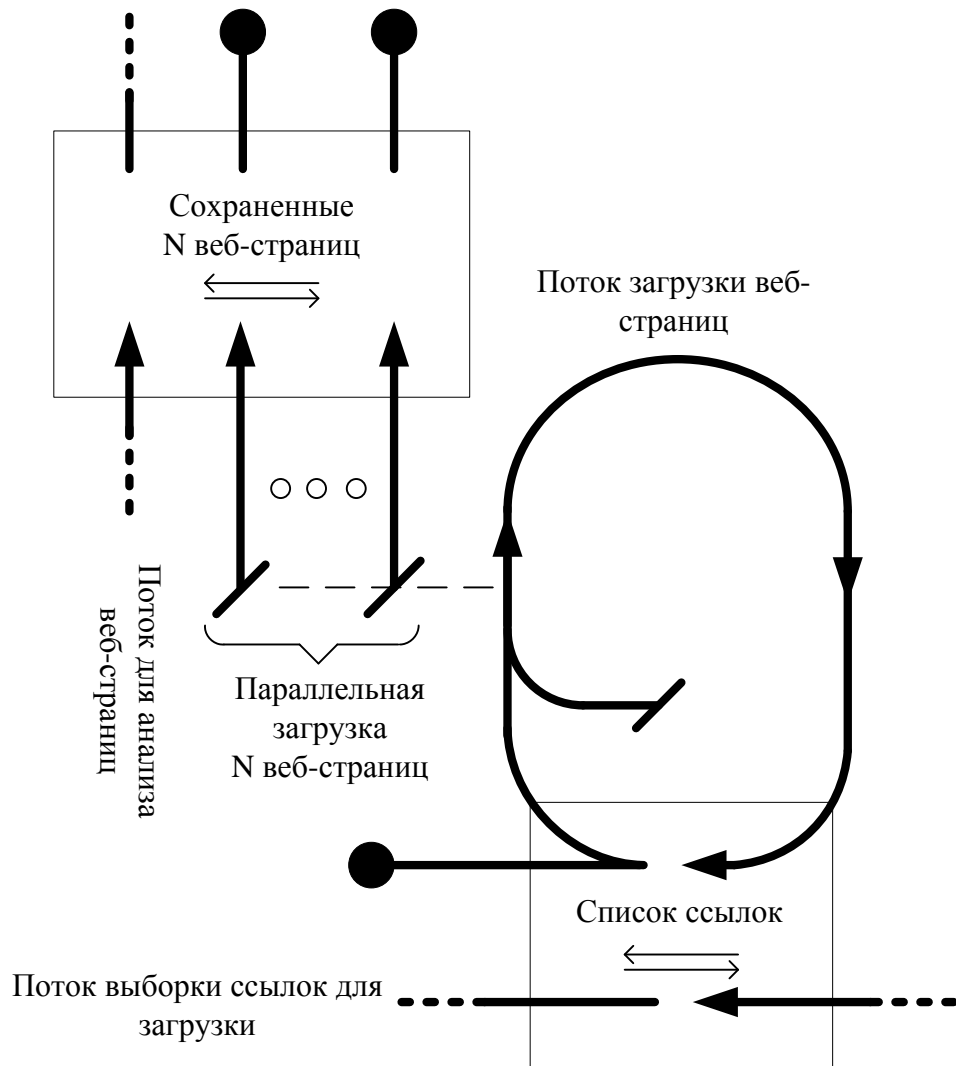 Сохраненные
N веб-страниц
Поток загрузки веб-
страниц
Поток для анализа
веб-страниц
Параллельная
загрузка
N веб-страниц
Список ссылок
Поток выборки ссылок для
загрузки